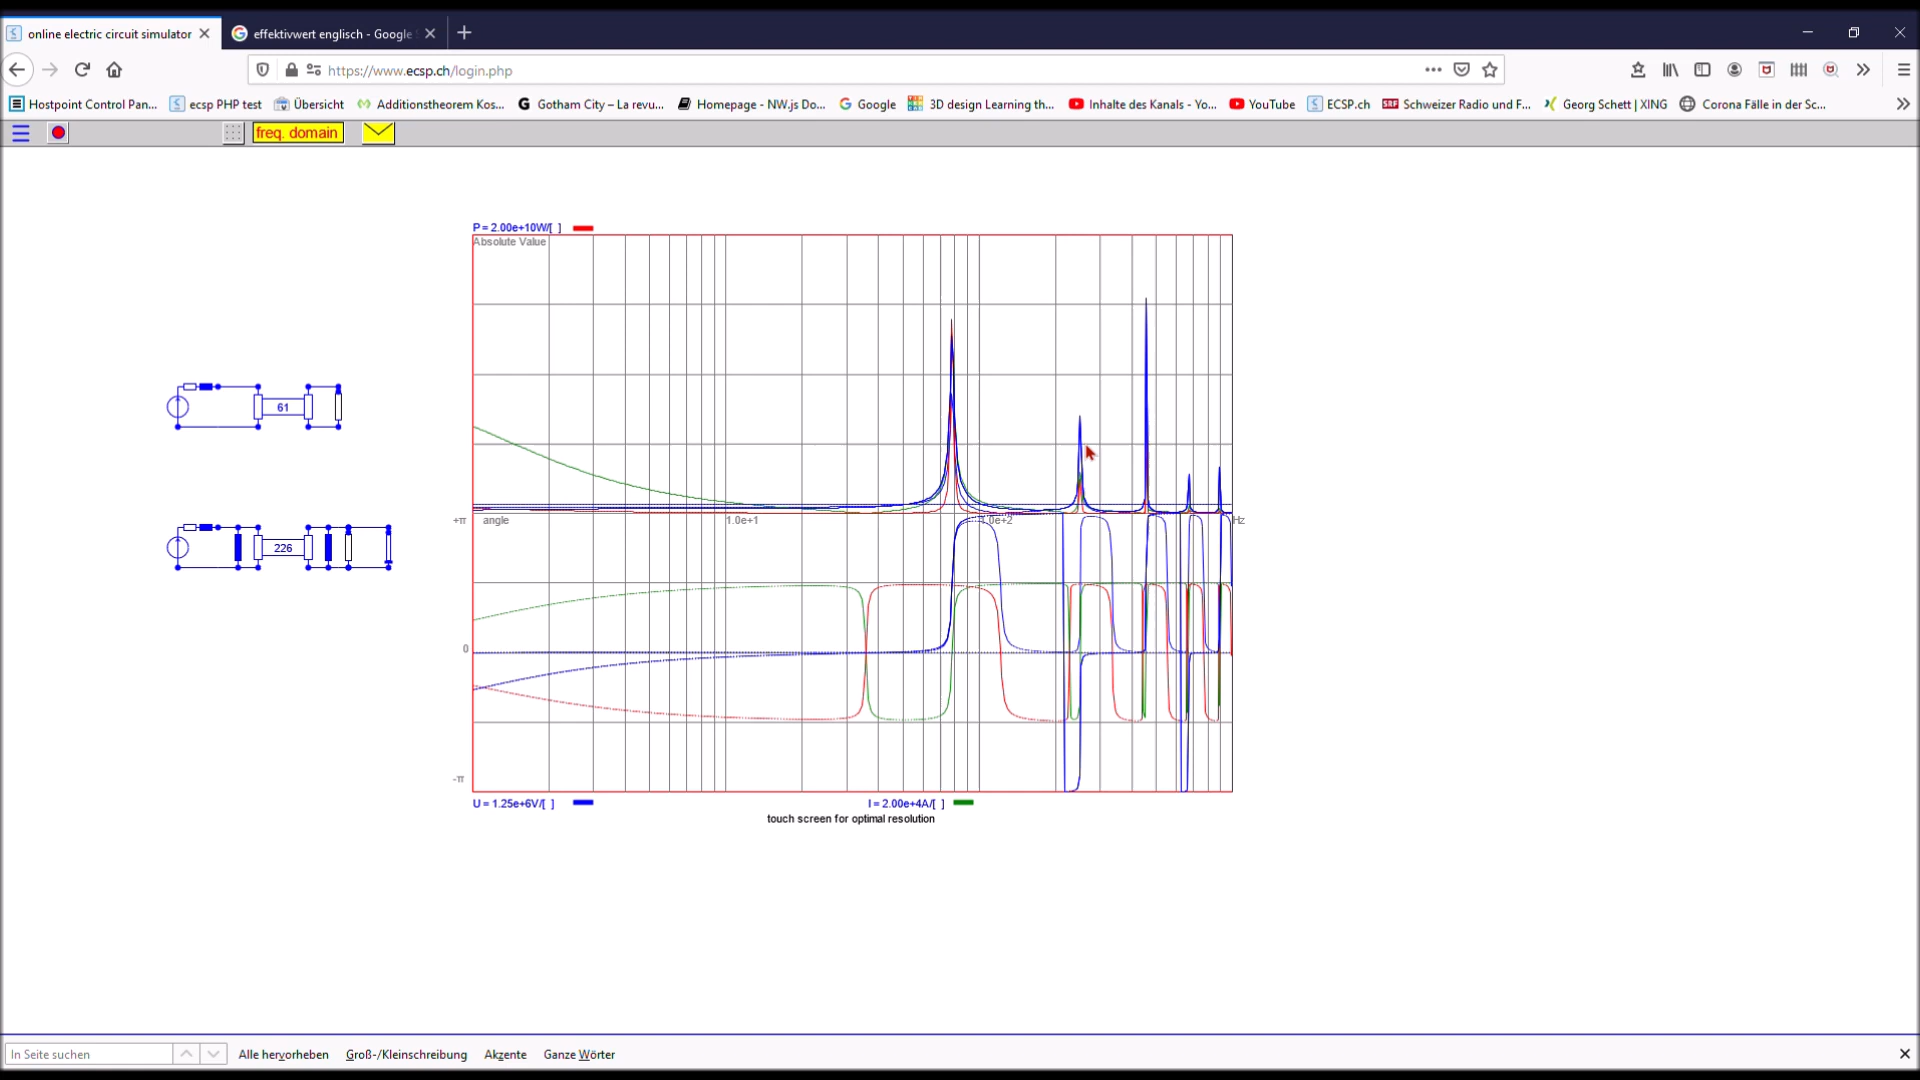 online electric circuit simulator
effektivwert englisch - Google
https://www.ecsp.ch/login.php
Hostpoint Control Pan...
ecsp PHP test
Übersicht
Additionstheorem Kos...
Gotham City – La revu...
Homepage - NW.js Do...
Google
3D design Learning th...
Inhalte des Kanals - Yo...
YouTube
ECSP.ch
SRF Schweizer Radio und F...
Georg Schett | XING
Corona Fälle in der Sc...
freq. domain
P = 2.00e+10W/[ ]
Absolute Value
61
226
+π
angle
1.0e+1
1.0e+2
Hz
0
-π
U = 1.25e+6V/[ ]
I = 2.00e+4A/[ ]
touch screen for optimal resolution
In Seite suchen
Alle hervorheben
Groß-/Kleinschreibung
Akzente
Ganze Wörter